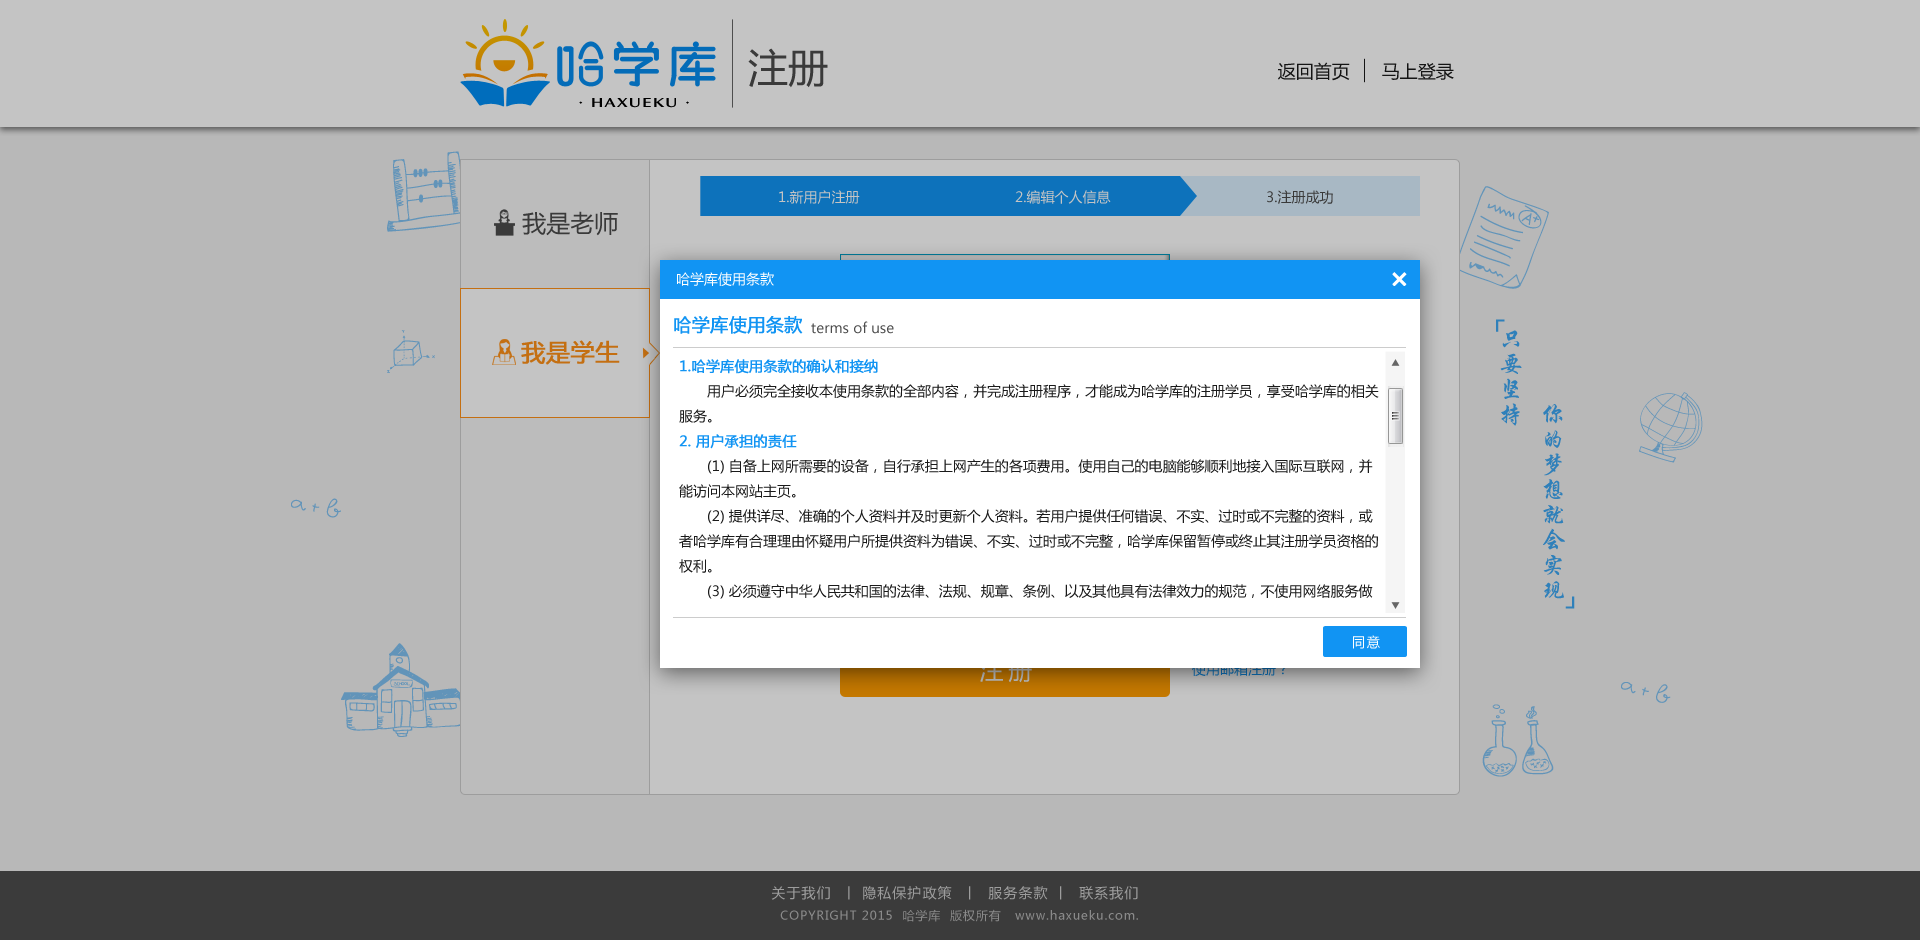 哈学库
· HAXUEKU ·
注册
返回首页 | 马上登录
我是老师
我是学生
1.新用户注册
2.编辑个人信息
3.注册成功
哈学库使用条款
哈学库使用条款 terms of use
1.哈学库使用条款的确认和接纳
用户必须完全接收本使用条款的全部内容，并完成注册程序，才能成为哈学库的注册学员，享受哈学库的相关
服务。
2. 用户承担的责任
(1) 自备上网所需要的设备，自行承担上网产生的各项费用。使用自己的电脑能够顺利地接入国际互联网，并
能访问本网站主页。
(2) 提供详尽、准确的个人资料并及时更新个人资料。若用户提供任何错误、不实、过时或不完整的资料，或
者哈学库有合理理由怀疑用户所提供资料为错误、不实、过时或不完整，哈学库保留暂停或终止其注册学员资格的
权利。
(3) 必须遵守中华人民共和国的法律、法规、规章、条例、以及其他具有法律效力的规范，不使用网络服务做
同意
注册
使用邮箱注册？
A+
「只要坚持
你的梦想就会实现」
a+b
a+b
关于我们 | 隐私保护政策 | 服务条款 | 联系我们
COPYRIGHT 2015 哈学库 版权所有 www.haxueku.com.